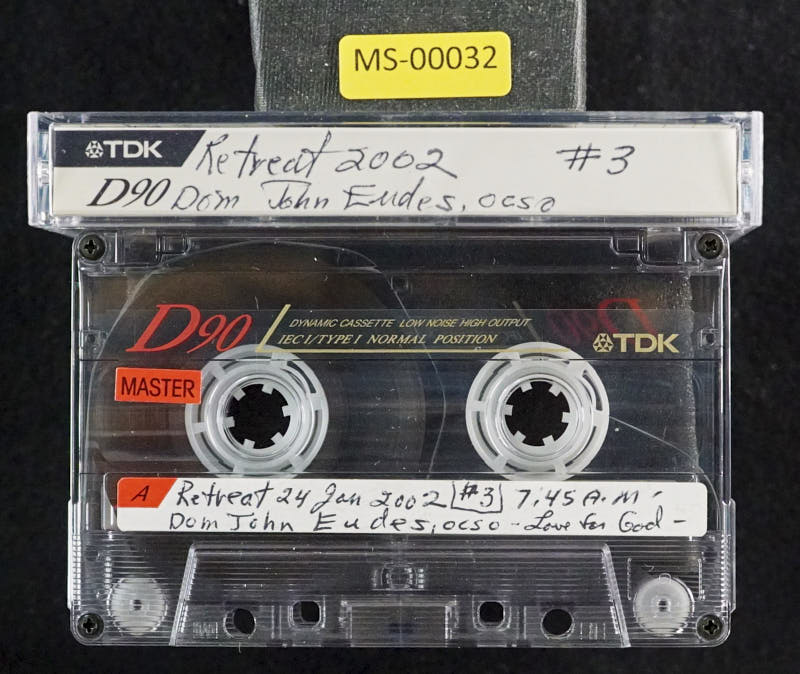 MS-00032
TDK Retreat 2002 #3
D90 Dom John Eudes, ocso
D90 DYNAMIC CASSETTE LOW NOISE HIGH OUTPUT
IEC I/TYPE I NORMAL POSITION TDK
MASTER
A Retreat 24 Jan 2002 #3 7:45 A.M.
Dom John Eudes, ocso - Love for God -